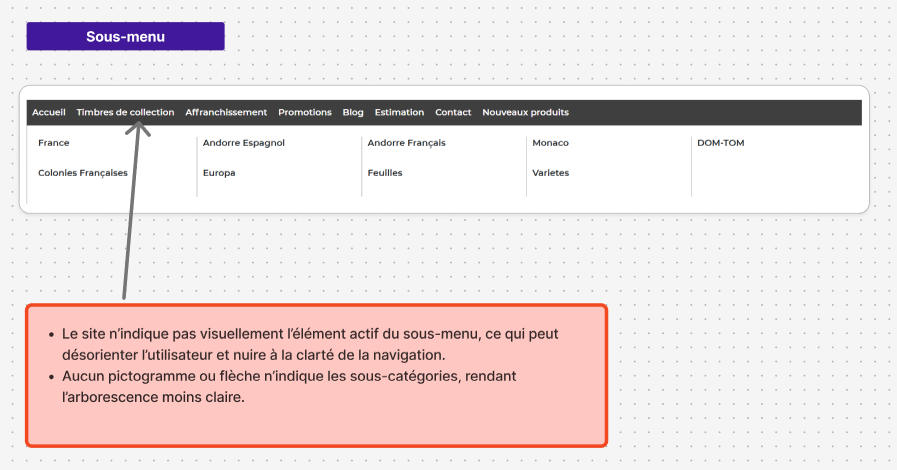 Sous-menu
Accueil Timbres de collection Affranchissement Promotions Blog Estimation Contact Nouveaux produits
France Andorre Espagnol Andorre Français Monaco DOM-TOM
Colonies Françaises Europa Feuilles Varietes
• Le site n’indique pas visuellement l’élément actif du sous-menu, ce qui peut
désorienter l’utilisateur et nuire à la clarté de la navigation.
• Aucun pictogramme ou flèche n’indique les sous-catégories, rendant
l’arborescence moins claire.